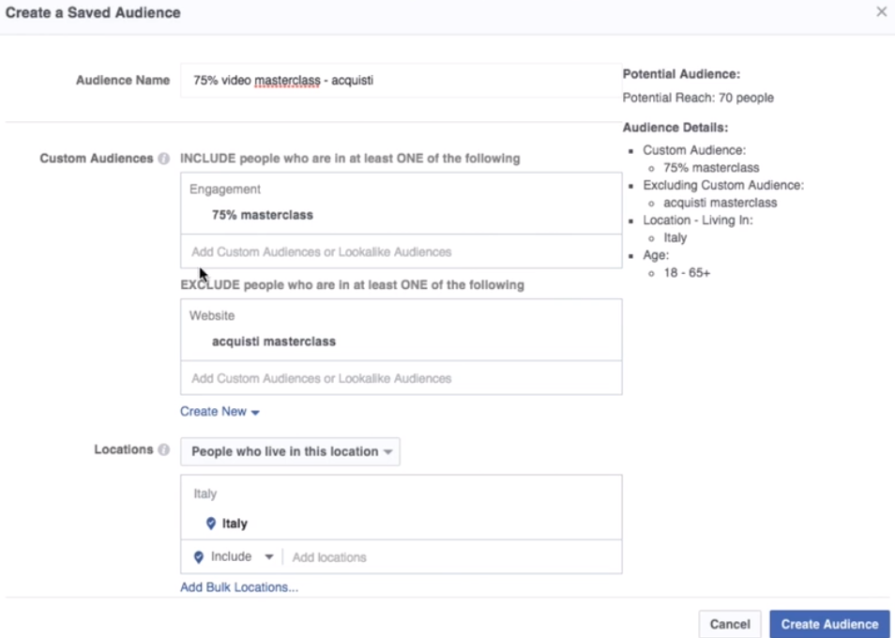 Create a Saved Audience
×
Audience Name
75% video masterclass - acquisti
Potential Audience:
Potential Reach: 70 people
Audience Details:
Custom Audience:
75% masterclass
Excluding Custom Audience:
acquisti masterclass
Location - Living In:
Italy
Age:
18 - 65+
Custom Audiences
INCLUDE people who are in at least ONE of the following
Engagement
75% masterclass
Add Custom Audiences or Lookalike Audiences
EXCLUDE people who are in at least ONE of the following
Website
acquisti masterclass
Add Custom Audiences or Lookalike Audiences
Create New
Locations
People who live in this location
Italy
Italy
Include
Add locations
Add Bulk Locations...
Cancel
Create Audience